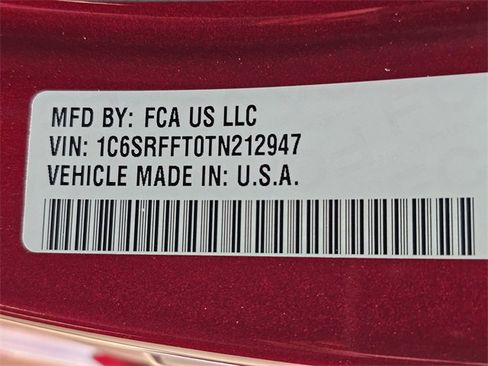 MFD BY: FCA US LLC
VIN: 1C6SRFFT0TN212947
VEHICLE MADE IN: U.S.A.